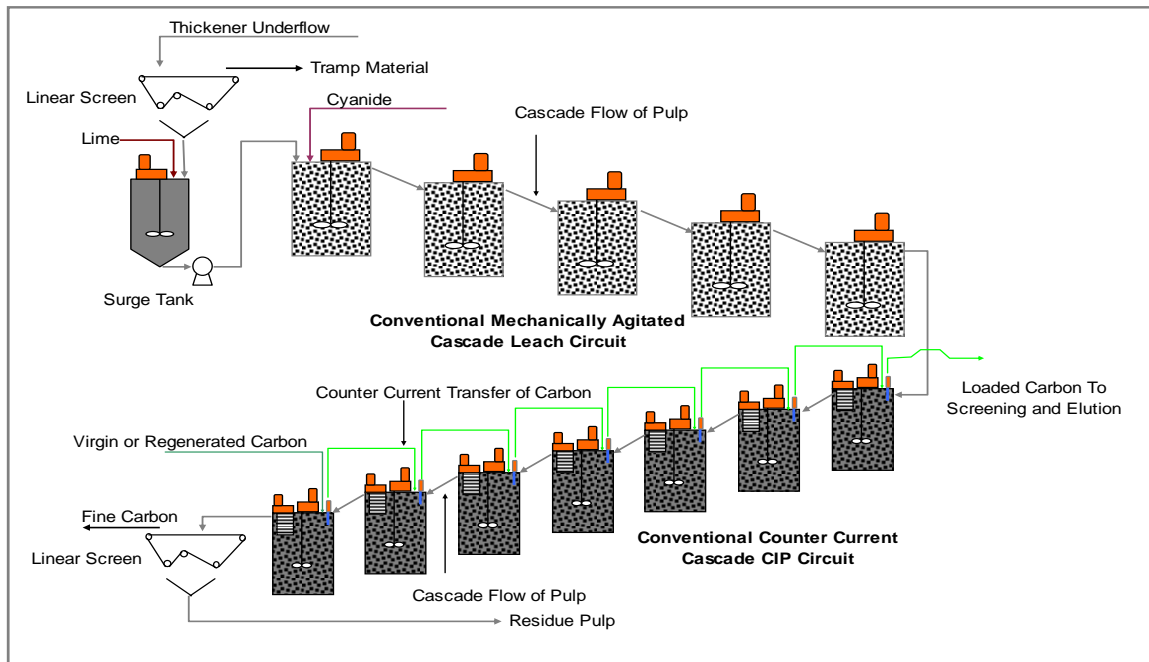 Thickener Underflow
Tramp Material
Linear Screen
Cyanide
Cascade Flow of Pulp
Lime
Surge Tank
Conventional Mechanically Agitated
Cascade Leach Circuit
Counter Current Transfer of Carbon
Loaded Carbon To
Screening and Elution
Virgin or Regenerated Carbon
Fine Carbon
Linear Screen
Conventional Counter Current
Cascade CIP Circuit
Cascade Flow of Pulp
Residue Pulp